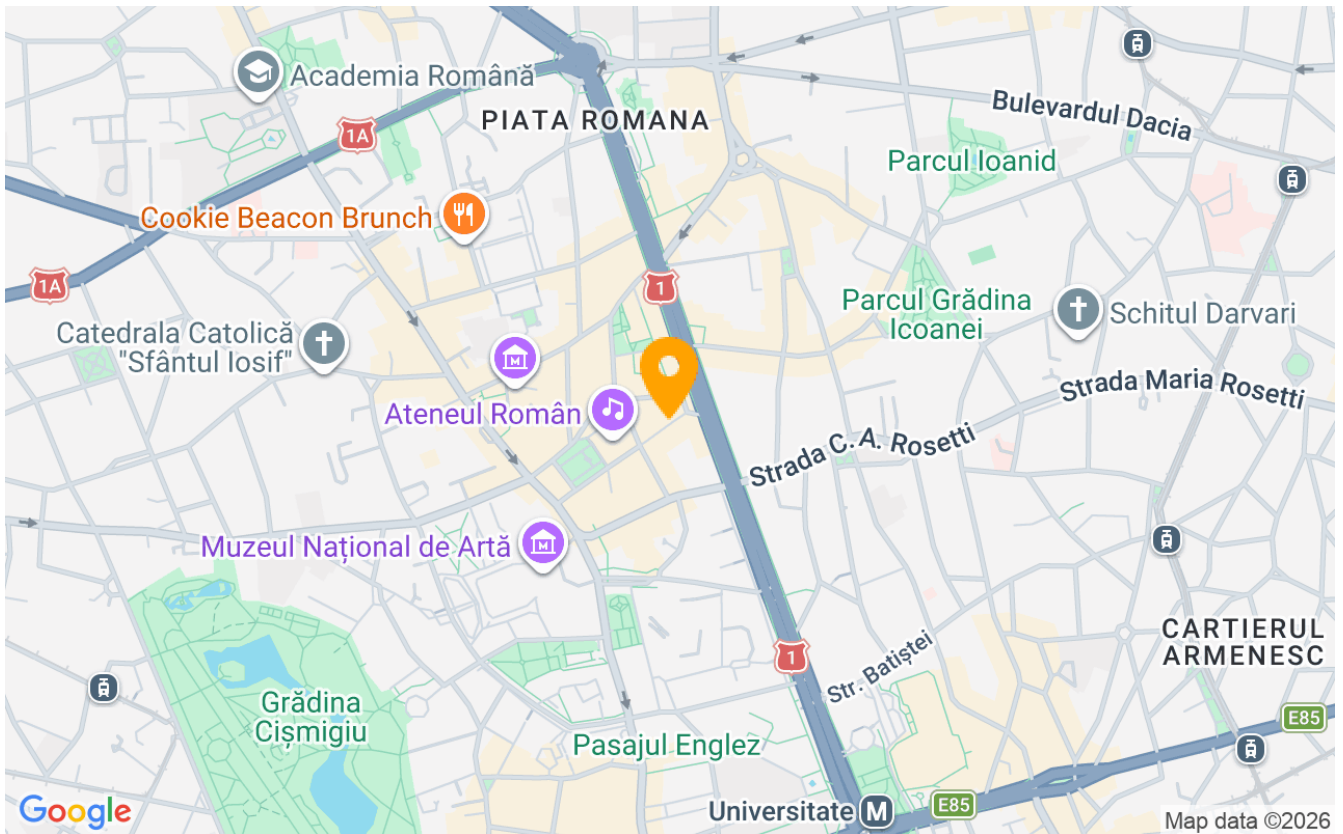 Academia Română
1A
PIATA ROMANA
Bulevardul Dacia
Parcul Ioanid
Cookie Beacon Brunch
1A
1
Parcul Grădina
Icoanei
Schitul Darvari
Catedrala Catolică
"Sfântul Iosif"
Ateneul Român
Strada Maria Rosetti
Strada C. A. Rosetti
Muzeul Național de Artă
CARTIERUL
ARMENESC
1
Str. Batiștei
Grădina
Cișmigiu
Pasajul Englez
E85
Google
Universitate
M
E85
Map data ©2026